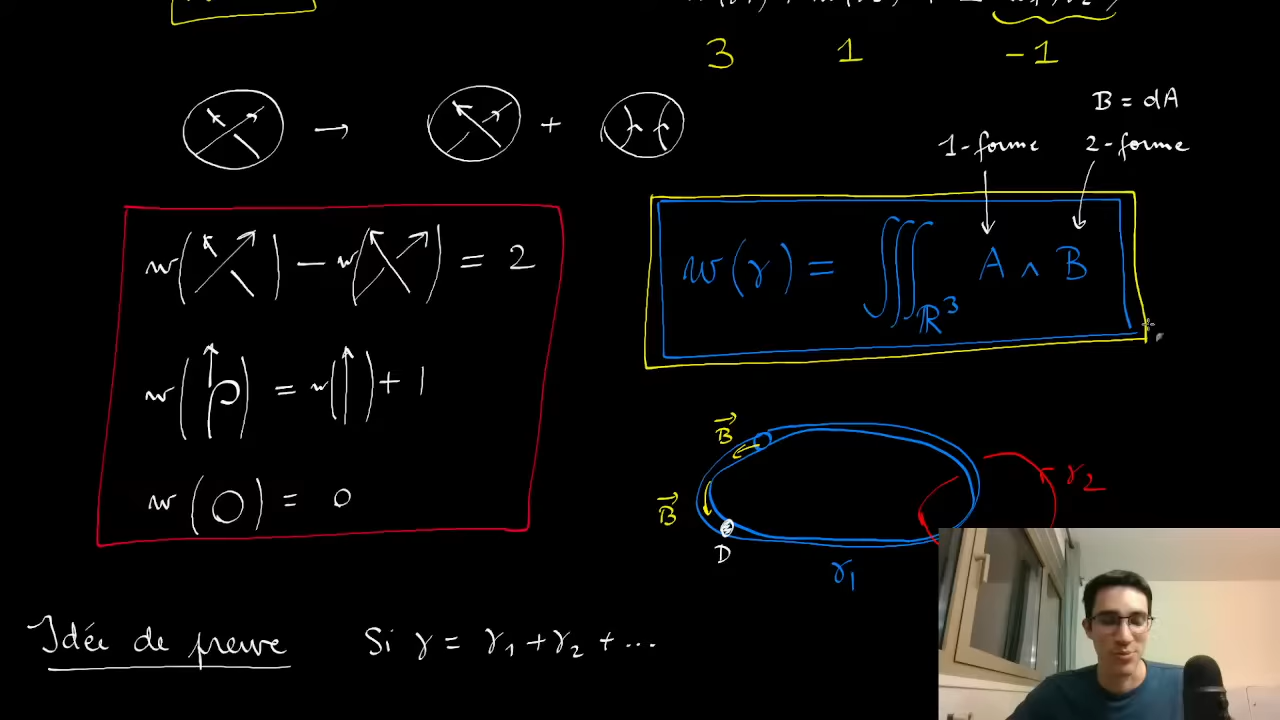 3 1 -1
B = dA
1-forme 2-forme
w( ) - w( ) = 2
w(γ) = ∭ℝ³ A ∧ B
w( ) = w( ) + 1
w( ) = 0
B⃗
B⃗
γ2
D
γ1
Idée de preuve Si γ = γ1 + γ2 + ...